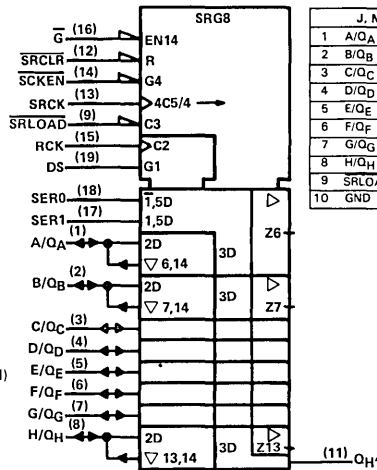 SRG8
G̅ (16) EN14
S̅R̅C̅L̅R̅ (12) R
S̅C̅K̅E̅N̅ (14) G4
SRCK (13) 4C5/4
S̅R̅L̅O̅A̅D̅ (9) C3
RCK (15) C2
DS (19) G1
SER0 (18) 1̅,5D
SER1 (17) 1,5D
Z6
A/QA (1) 2D 3D
6,14
B/QB (2) 2D 3D
7,14 Z7
C/QC (3)
D/QD (4)
E/QE (5)
F/QF (6)
G/QG (7)
H/QH (8) 2D 3D Z13
13,14
(11) QH'
J, N
1 A/QA
2 B/QB
3 C/QC
4 D/QD
5 E/QE
6 F/QF
7 G/QG
8 H/QH
9 S̅R̅L̅O̅A̅
10 GND